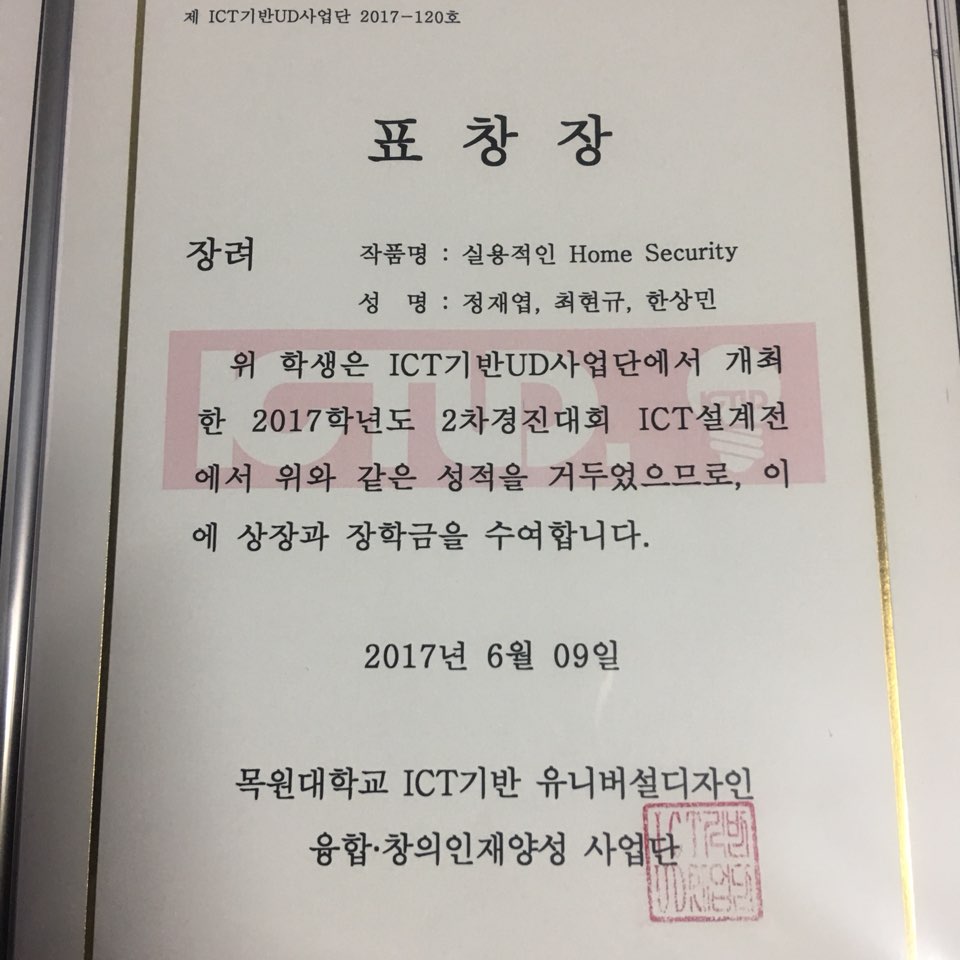 제 ICT기반UD사업단 2017-120호
표 창 장
장려
작품명 : 실용적인 Home Security
성 명 : 정재엽, 최현규, 한상민
위 학생은 ICT기반UD사업단에서 개최
한 2017학년도 2차경진대회 ICT설계전
에서 위와 같은 성적을 거두었으므로, 이
에 상장과 장학금을 수여합니다.
ICTUD.
2017년 6월 09일
목원대학교 ICT기반 유니버설디자인
융합·창의인재양성 사업단
ICT기반
UD사업단